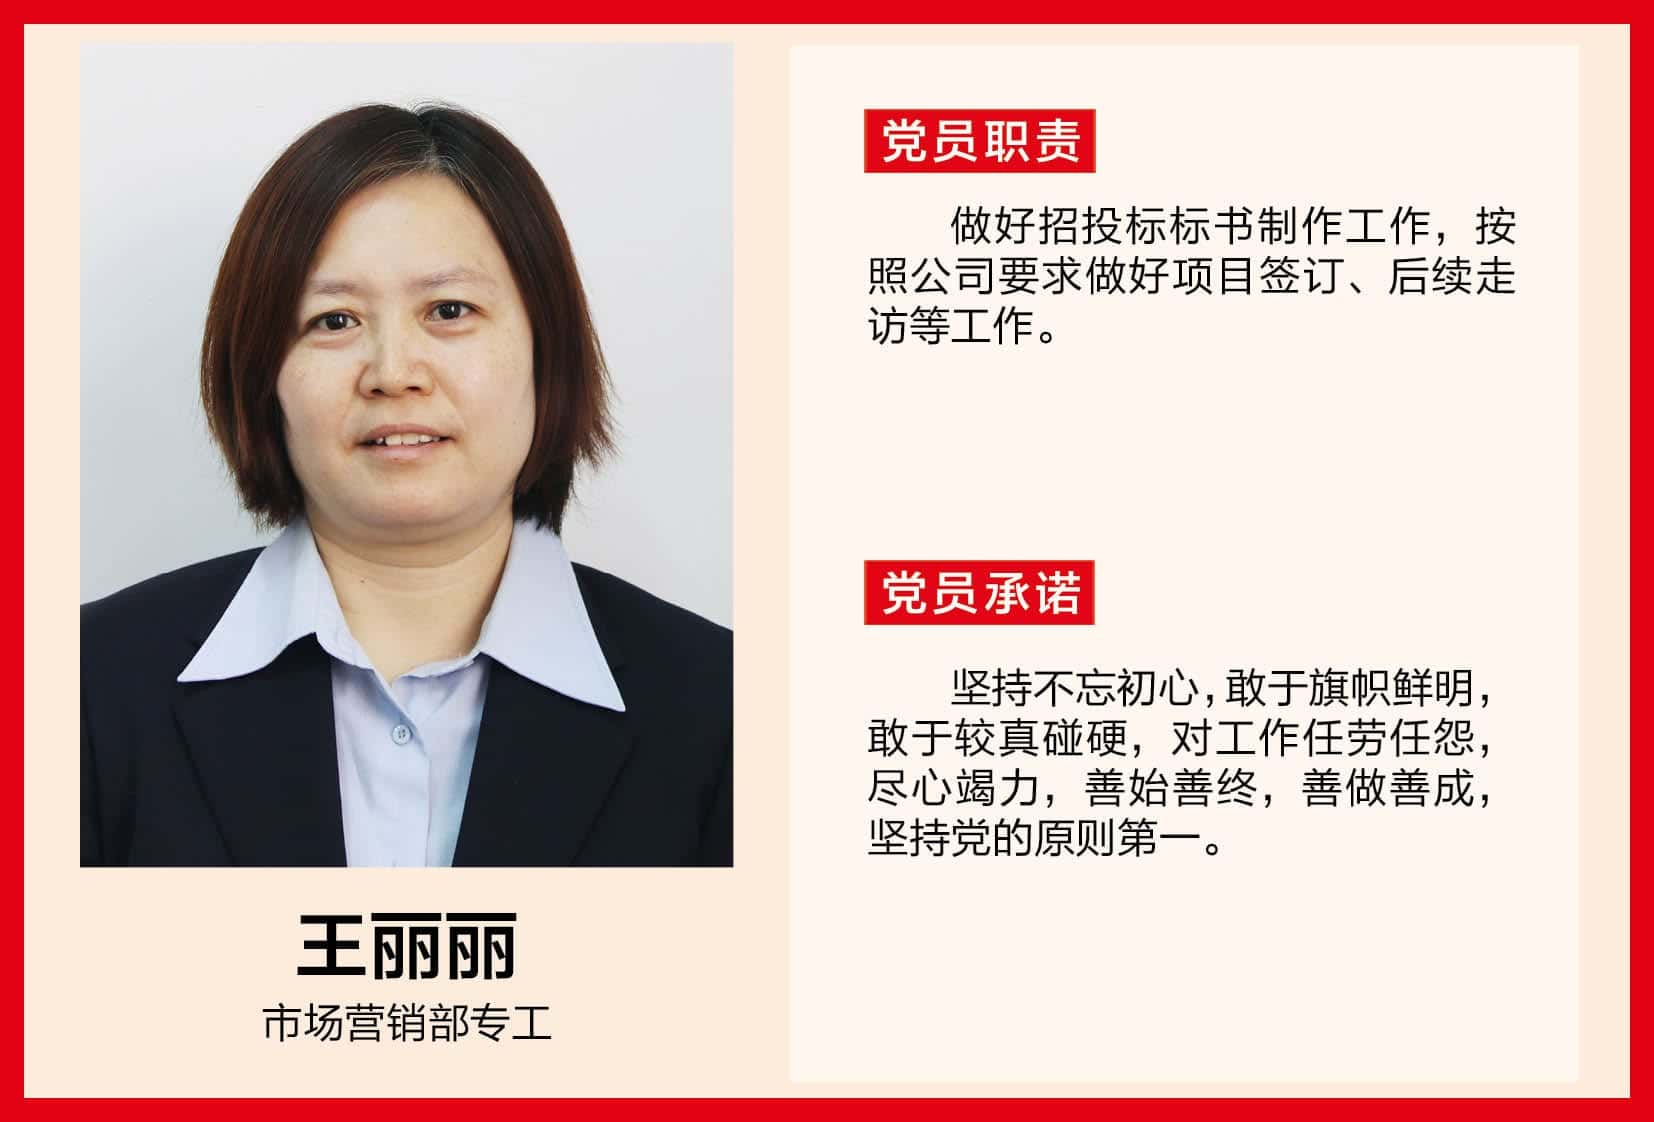 党员职责
做好招投标标书制作工作，按
照公司要求做好项目签订、后续走
访等工作。
党员承诺
坚持不忘初心，敢于旗帜鲜明，
敢于较真碰硬，对工作任劳任怨，
尽心竭力，善始善终，善做善成，
坚持党的原则第一。
王丽丽
市场营销部专工